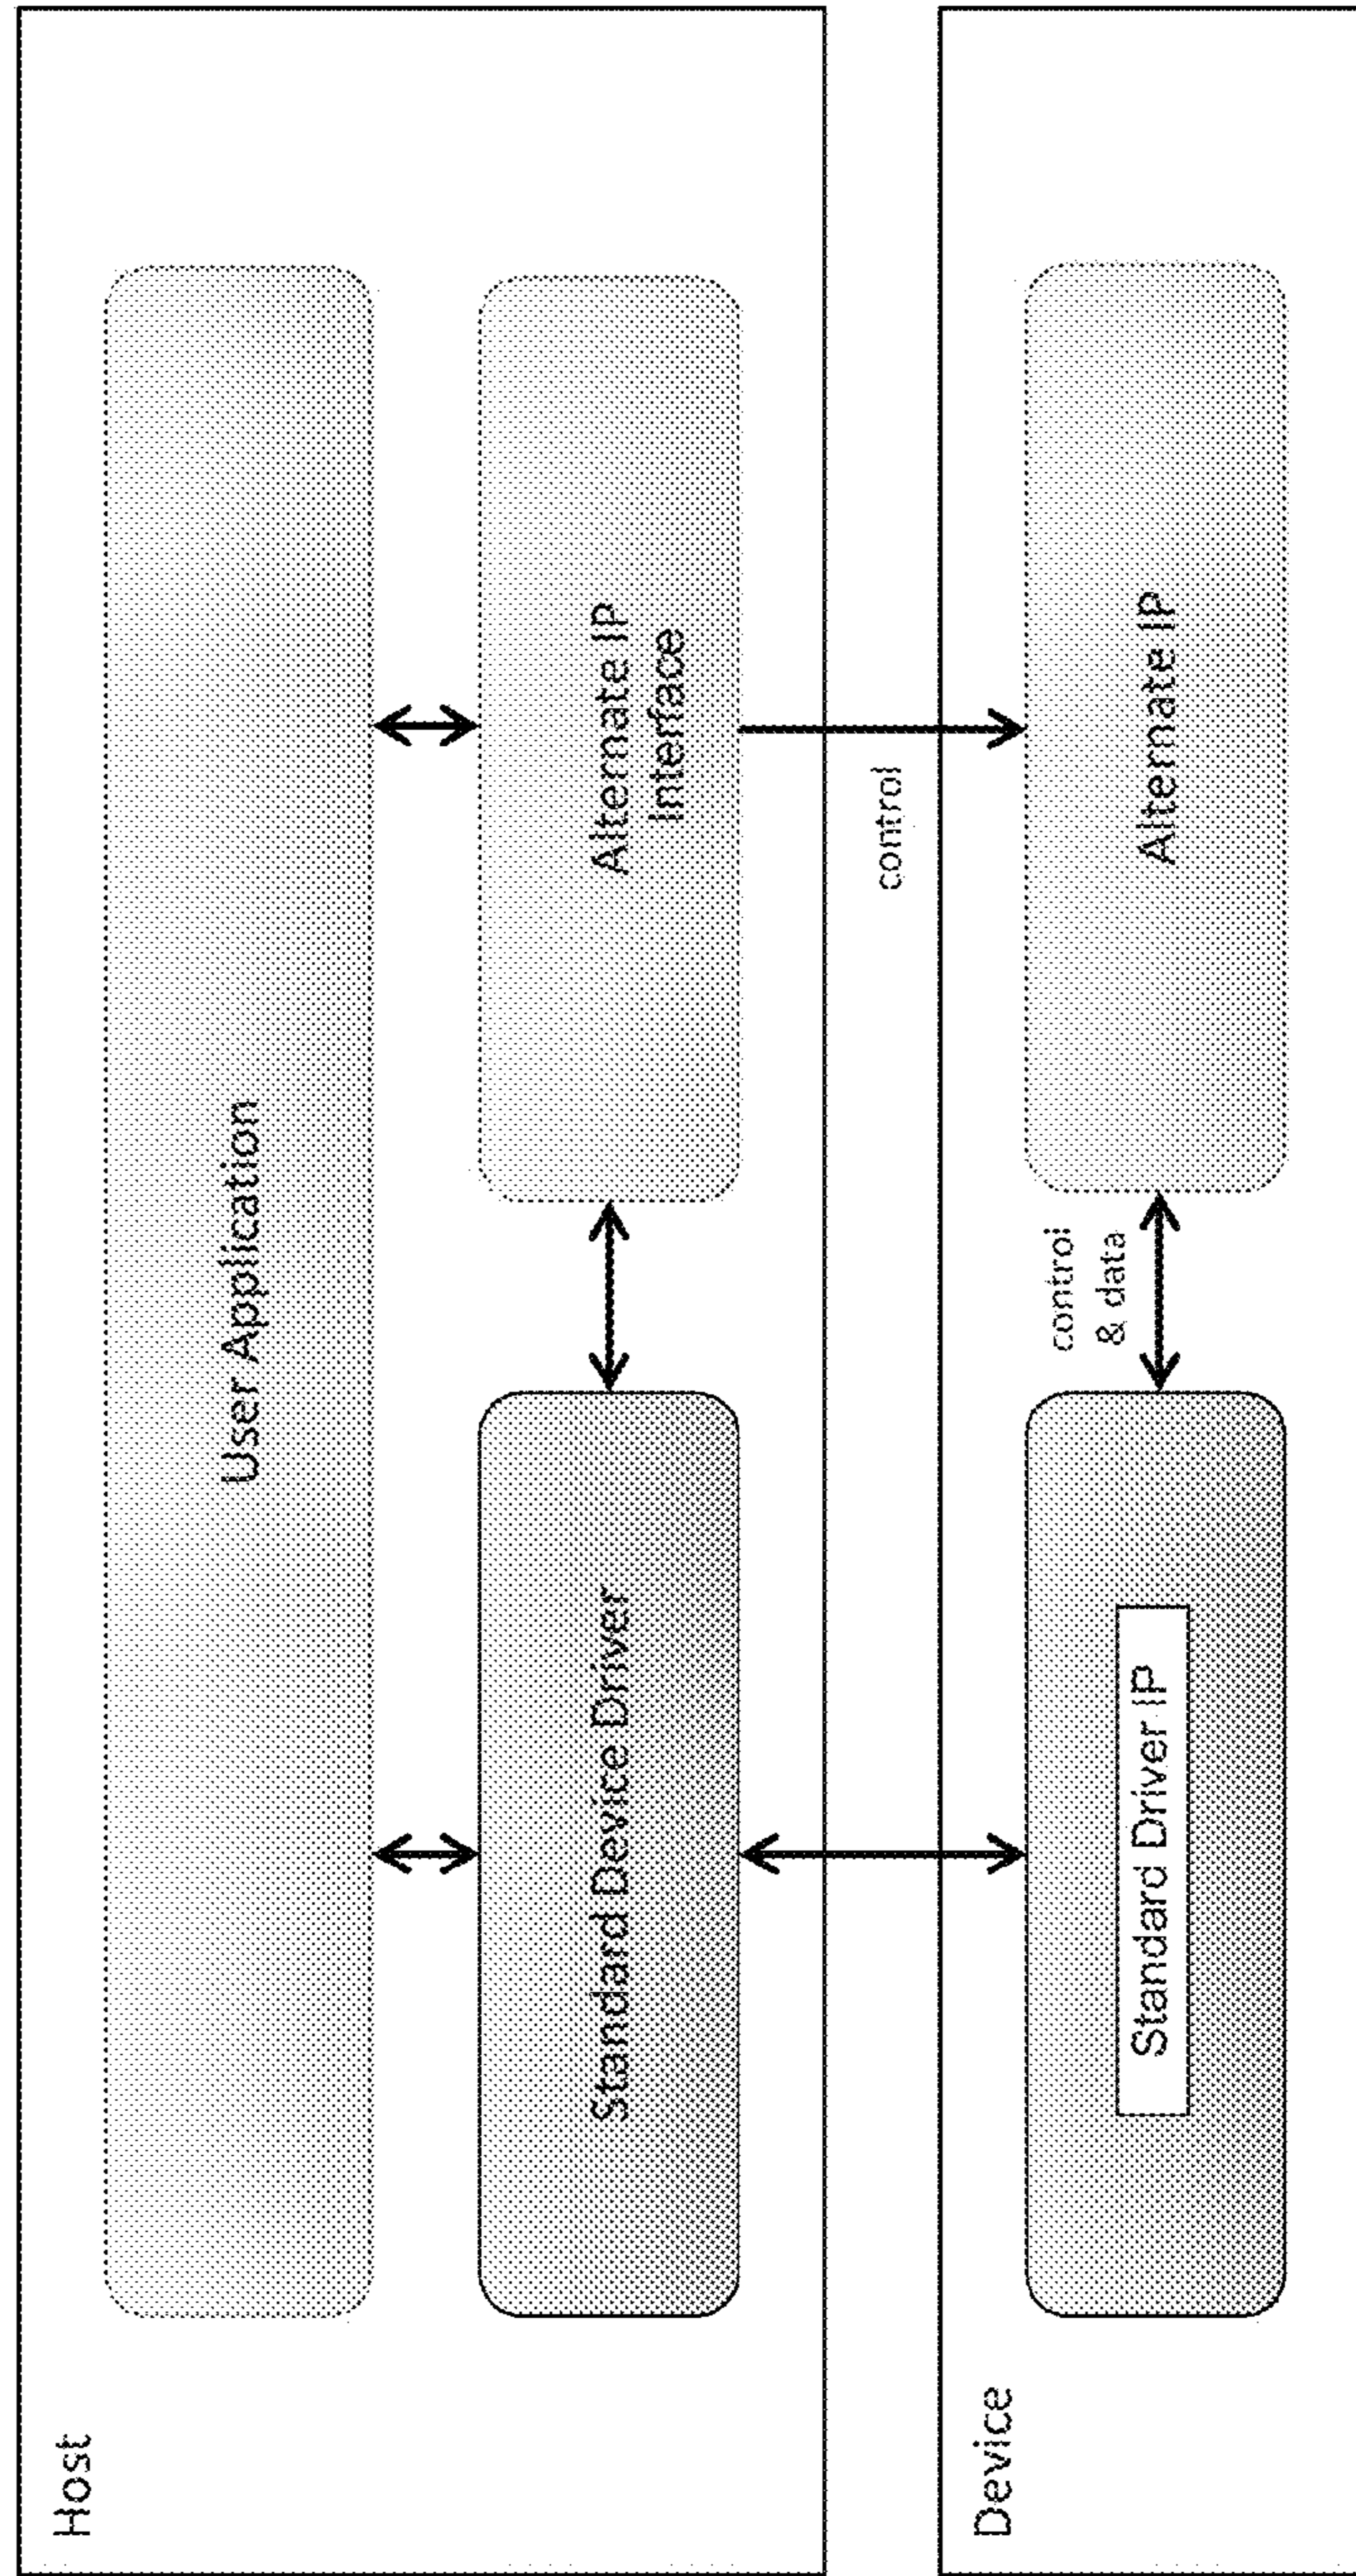 Host
User Application
Standard Device Driver
Alternate IP
Interface
control
Device
Standard Driver IP
control
& data
Alternate IP